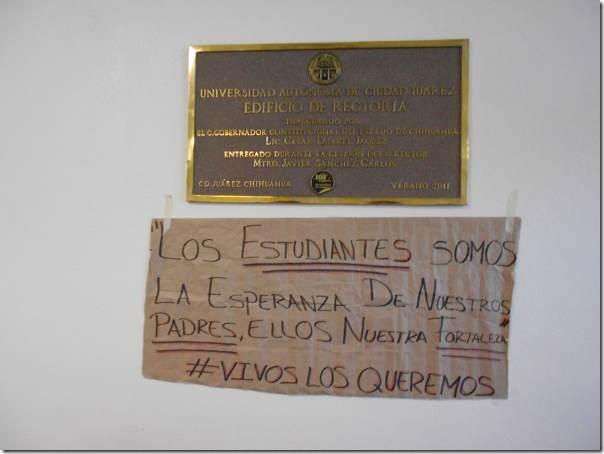 UNIVERSIDAD AUTÓNOMA DE CIUDAD JUÁREZ
EDIFICIO DE RECTORÍA
INAUGURADO POR
EL C. GOBERNADOR CONSTITUCIONAL DEL ESTADO DE CHIHUAHUA
LIC. CÉSAR DUARTE JÁQUEZ
ENTREGADO DURANTE LA GESTIÓN DEL DIRECTOR
MTRO. JAVIER SÁNCHEZ CARLOS
CD. JUÁREZ CHIHUAHUA VERANO 2011
"LOS ESTUDIANTES SOMOS
LA ESPERANZA DE NUESTROS
PADRES, ELLOS NUESTRA FORTALEZA"
#VIVOS LOS QUEREMOS